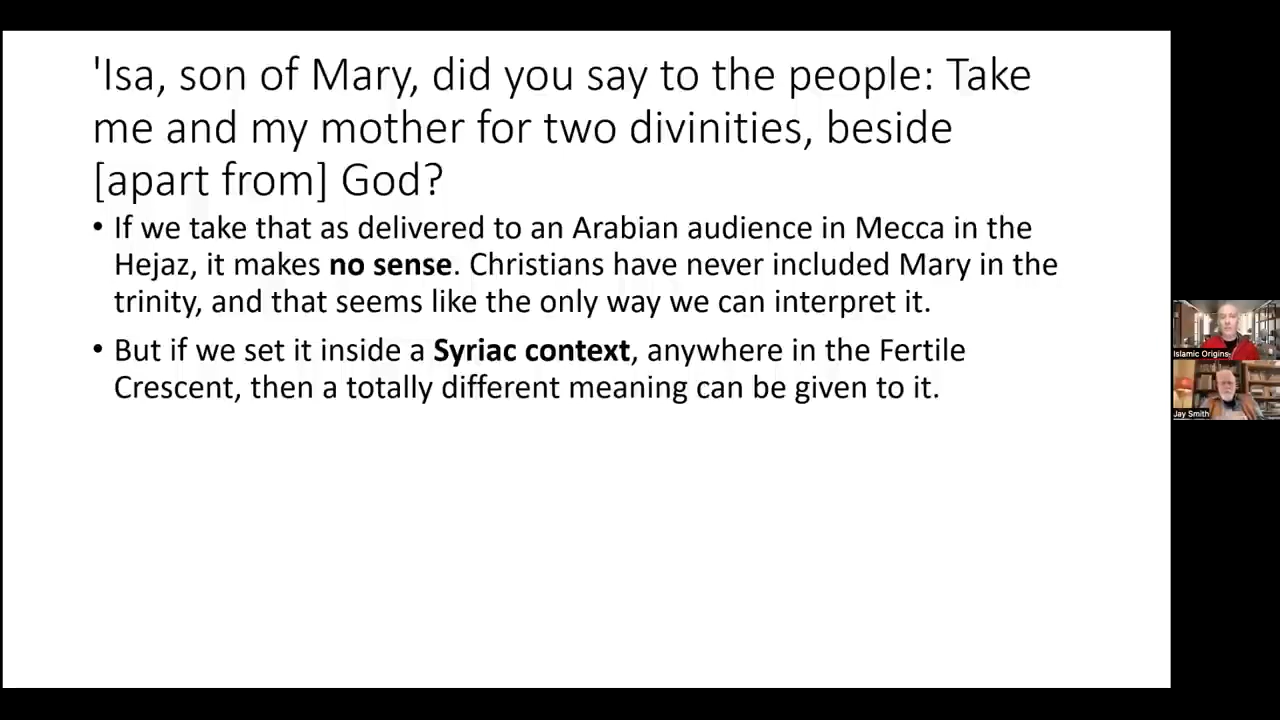 'Isa, son of Mary, did you say to the people: Take
me and my mother for two divinities, beside
[apart from] God?
• If we take that as delivered to an Arabian audience in Mecca in the
Hejaz, it makes no sense. Christians have never included Mary in the
trinity, and that seems like the only way we can interpret it.
• But if we set it inside a Syriac context, anywhere in the Fertile
Crescent, then a totally different meaning can be given to it.
Islamic Origins
Jay Smith